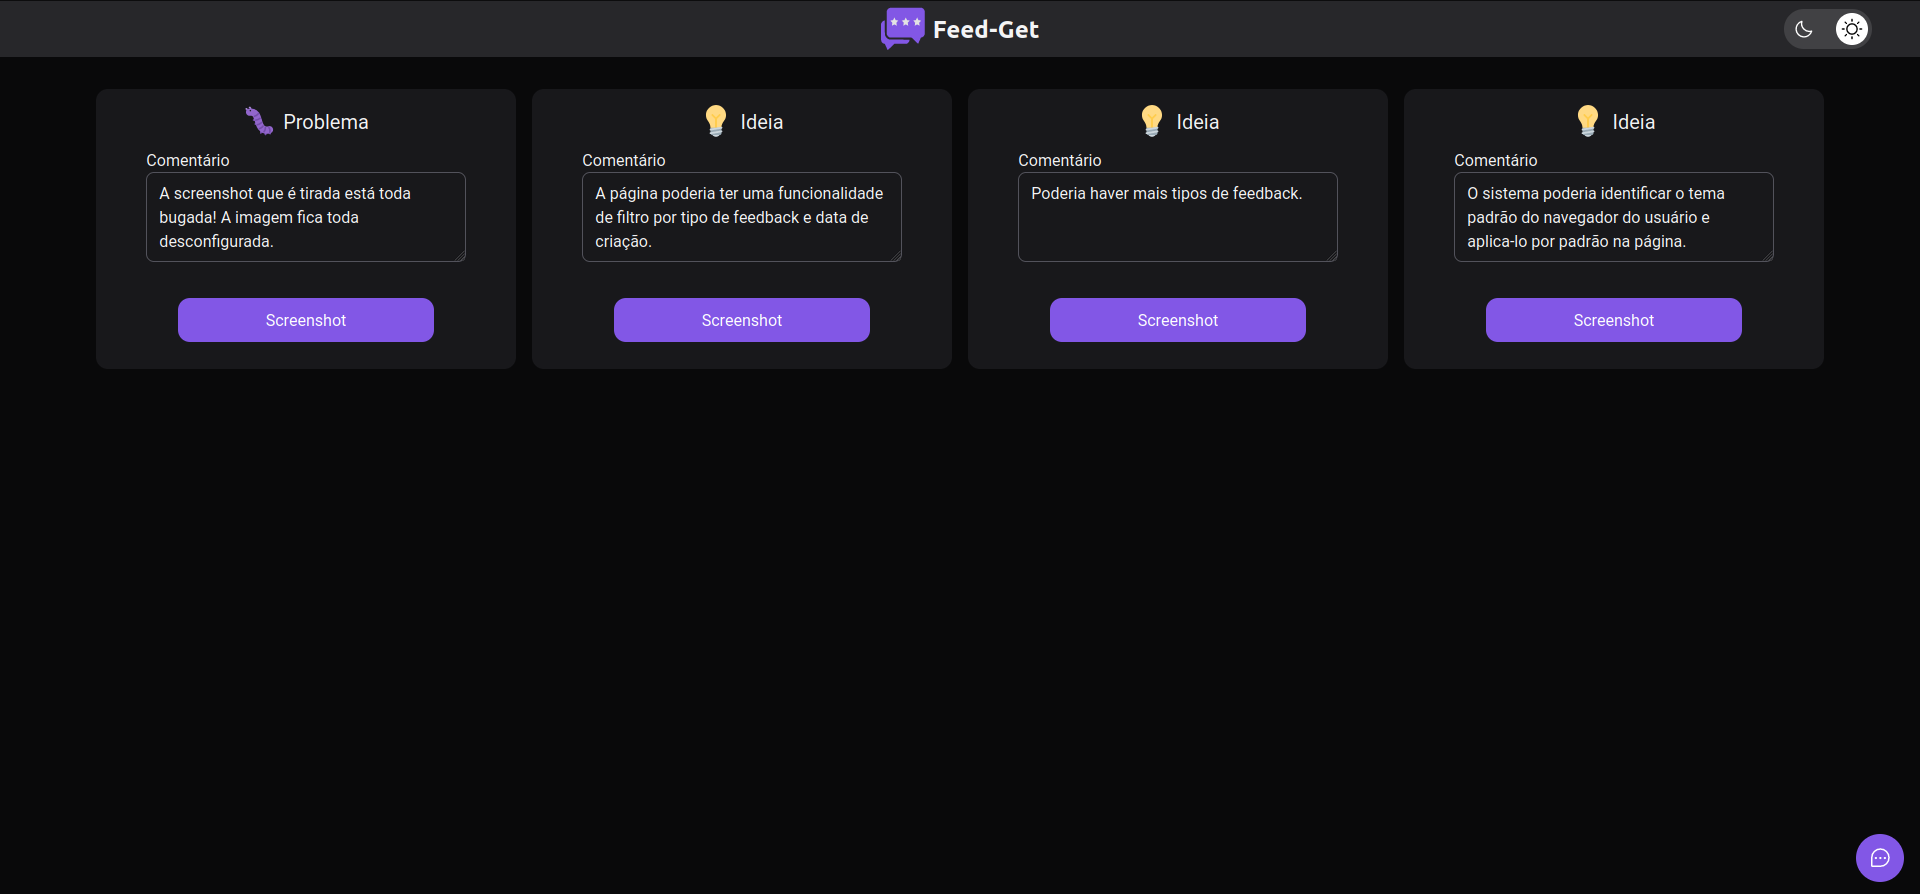 Feed-Get
Problema
Comentário
A screenshot que é tirada está toda
bugada! A imagem fica toda
desconfigurada.
Screenshot
Ideia
Comentário
A página poderia ter uma funcionalidade
de filtro por tipo de feedback e data de
criação.
Screenshot
Ideia
Comentário
Poderia haver mais tipos de feedback.
Screenshot
Ideia
Comentário
O sistema poderia identificar o tema
padrão do navegador do usuário e
aplica-lo por padrão na página.
Screenshot